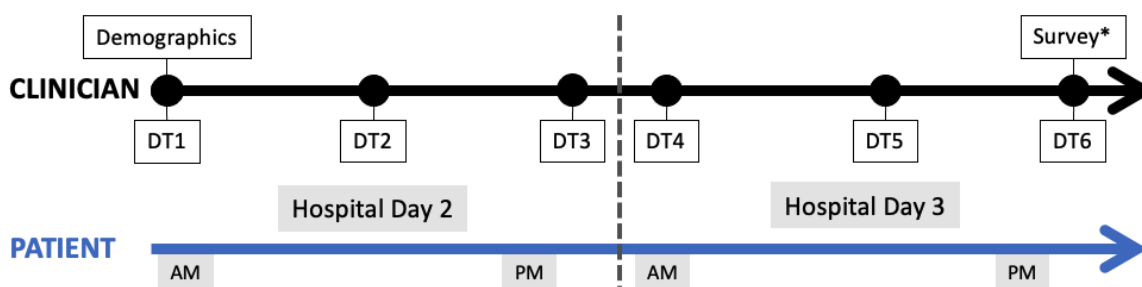 Demographics
Survey*
CLINICIAN
DT1
DT2
DT3
DT4
DT5
DT6
Hospital Day 2
Hospital Day 3
PATIENT
AM
PM
AM
PM